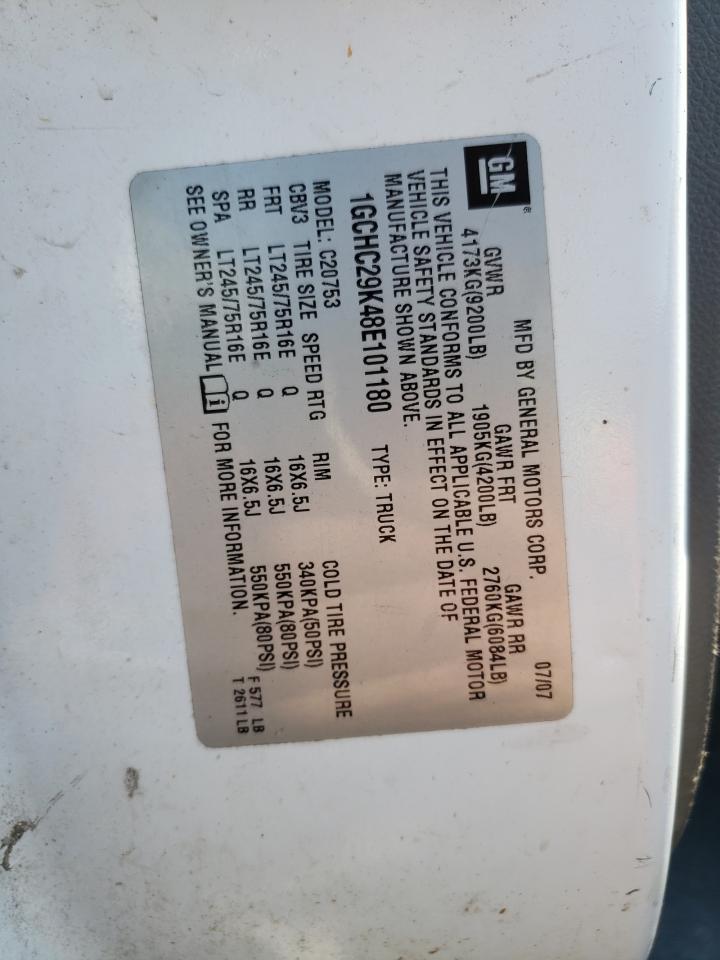 GM®
MFD BY GENERAL MOTORS CORP. 07/07
GVWR GAWR FRT GAWR RR
4173KG(9200LB) 1905KG(4200LB) 2760KG(6084LB)
THIS VEHICLE CONFORMS TO ALL APPLICABLE U.S. FEDERAL MOTOR
VEHICLE SAFETY STANDARDS IN EFFECT ON THE DATE OF
MANUFACTURE SHOWN ABOVE.
1GCHC29K48E101180 TYPE: TRUCK
MODEL: C20753
CBV3 TIRE SIZE SPEED RTG RIM COLD TIRE PRESSURE
FRT LT245/75R16E Q 16X6.5J 340KPA(50PSI)
RR LT245/75R16E Q 16X6.5J 550KPA(80PSI)
SPA LT245/75R16E Q 16X6.5J 550KPA(80PSI)
SEE OWNER'S MANUAL i FOR MORE INFORMATION.
F 577 LB
T 2611 LB